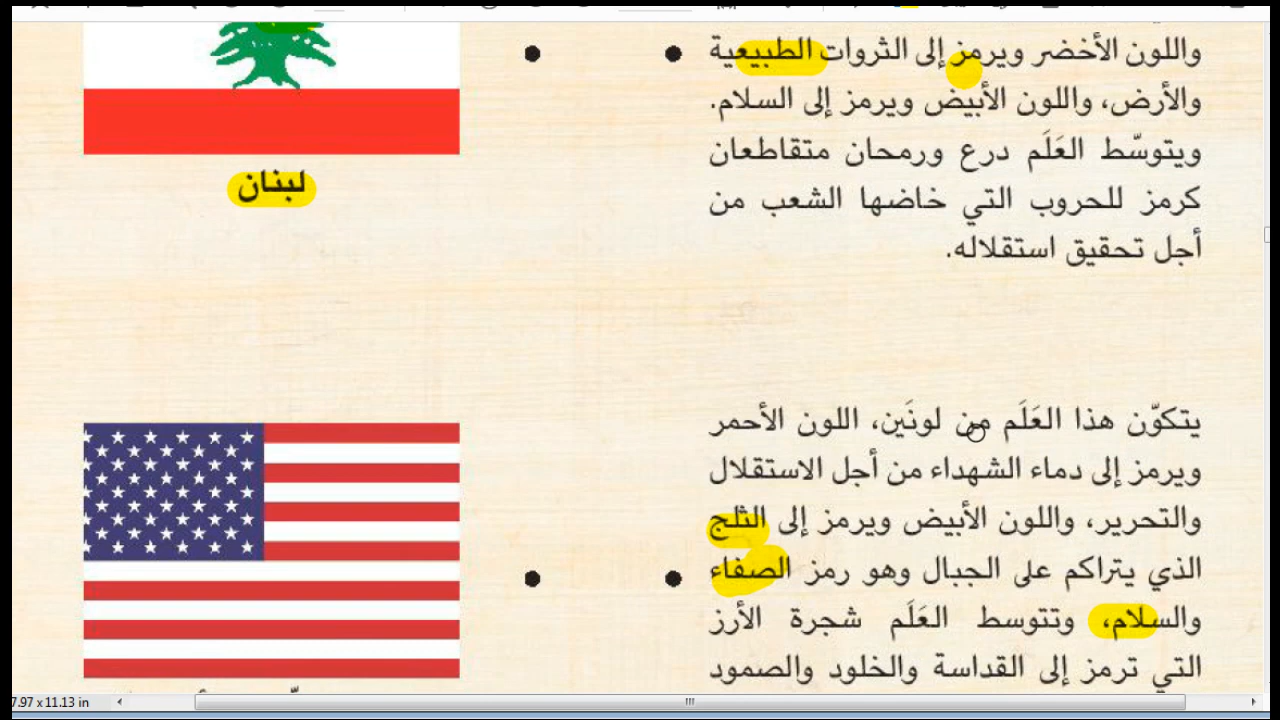 واللون الأخضر ويرمز إلى الثروات الطبيعية
والأرض، واللون الأبيض ويرمز إلى السلام.
ويتوسّط العَلَم درع ورمحان متقاطعان
كرمز للحروب التي خاضها الشعب من
أجل تحقيق استقلاله.
لبنان
يتكوّن هذا العَلَم من لونَين، اللون الأحمر
ويرمز إلى دماء الشهداء من أجل الاستقلال
والتحرير، واللون الأبيض ويرمز إلى الثلج
الذي يتراكم على الجبال وهو رمز الصفاء
والسلام، وتتوسط العَلَم شجرة الأرز
التي ترمز إلى القداسة والخلود والصمود
7.97 x 11.13 in